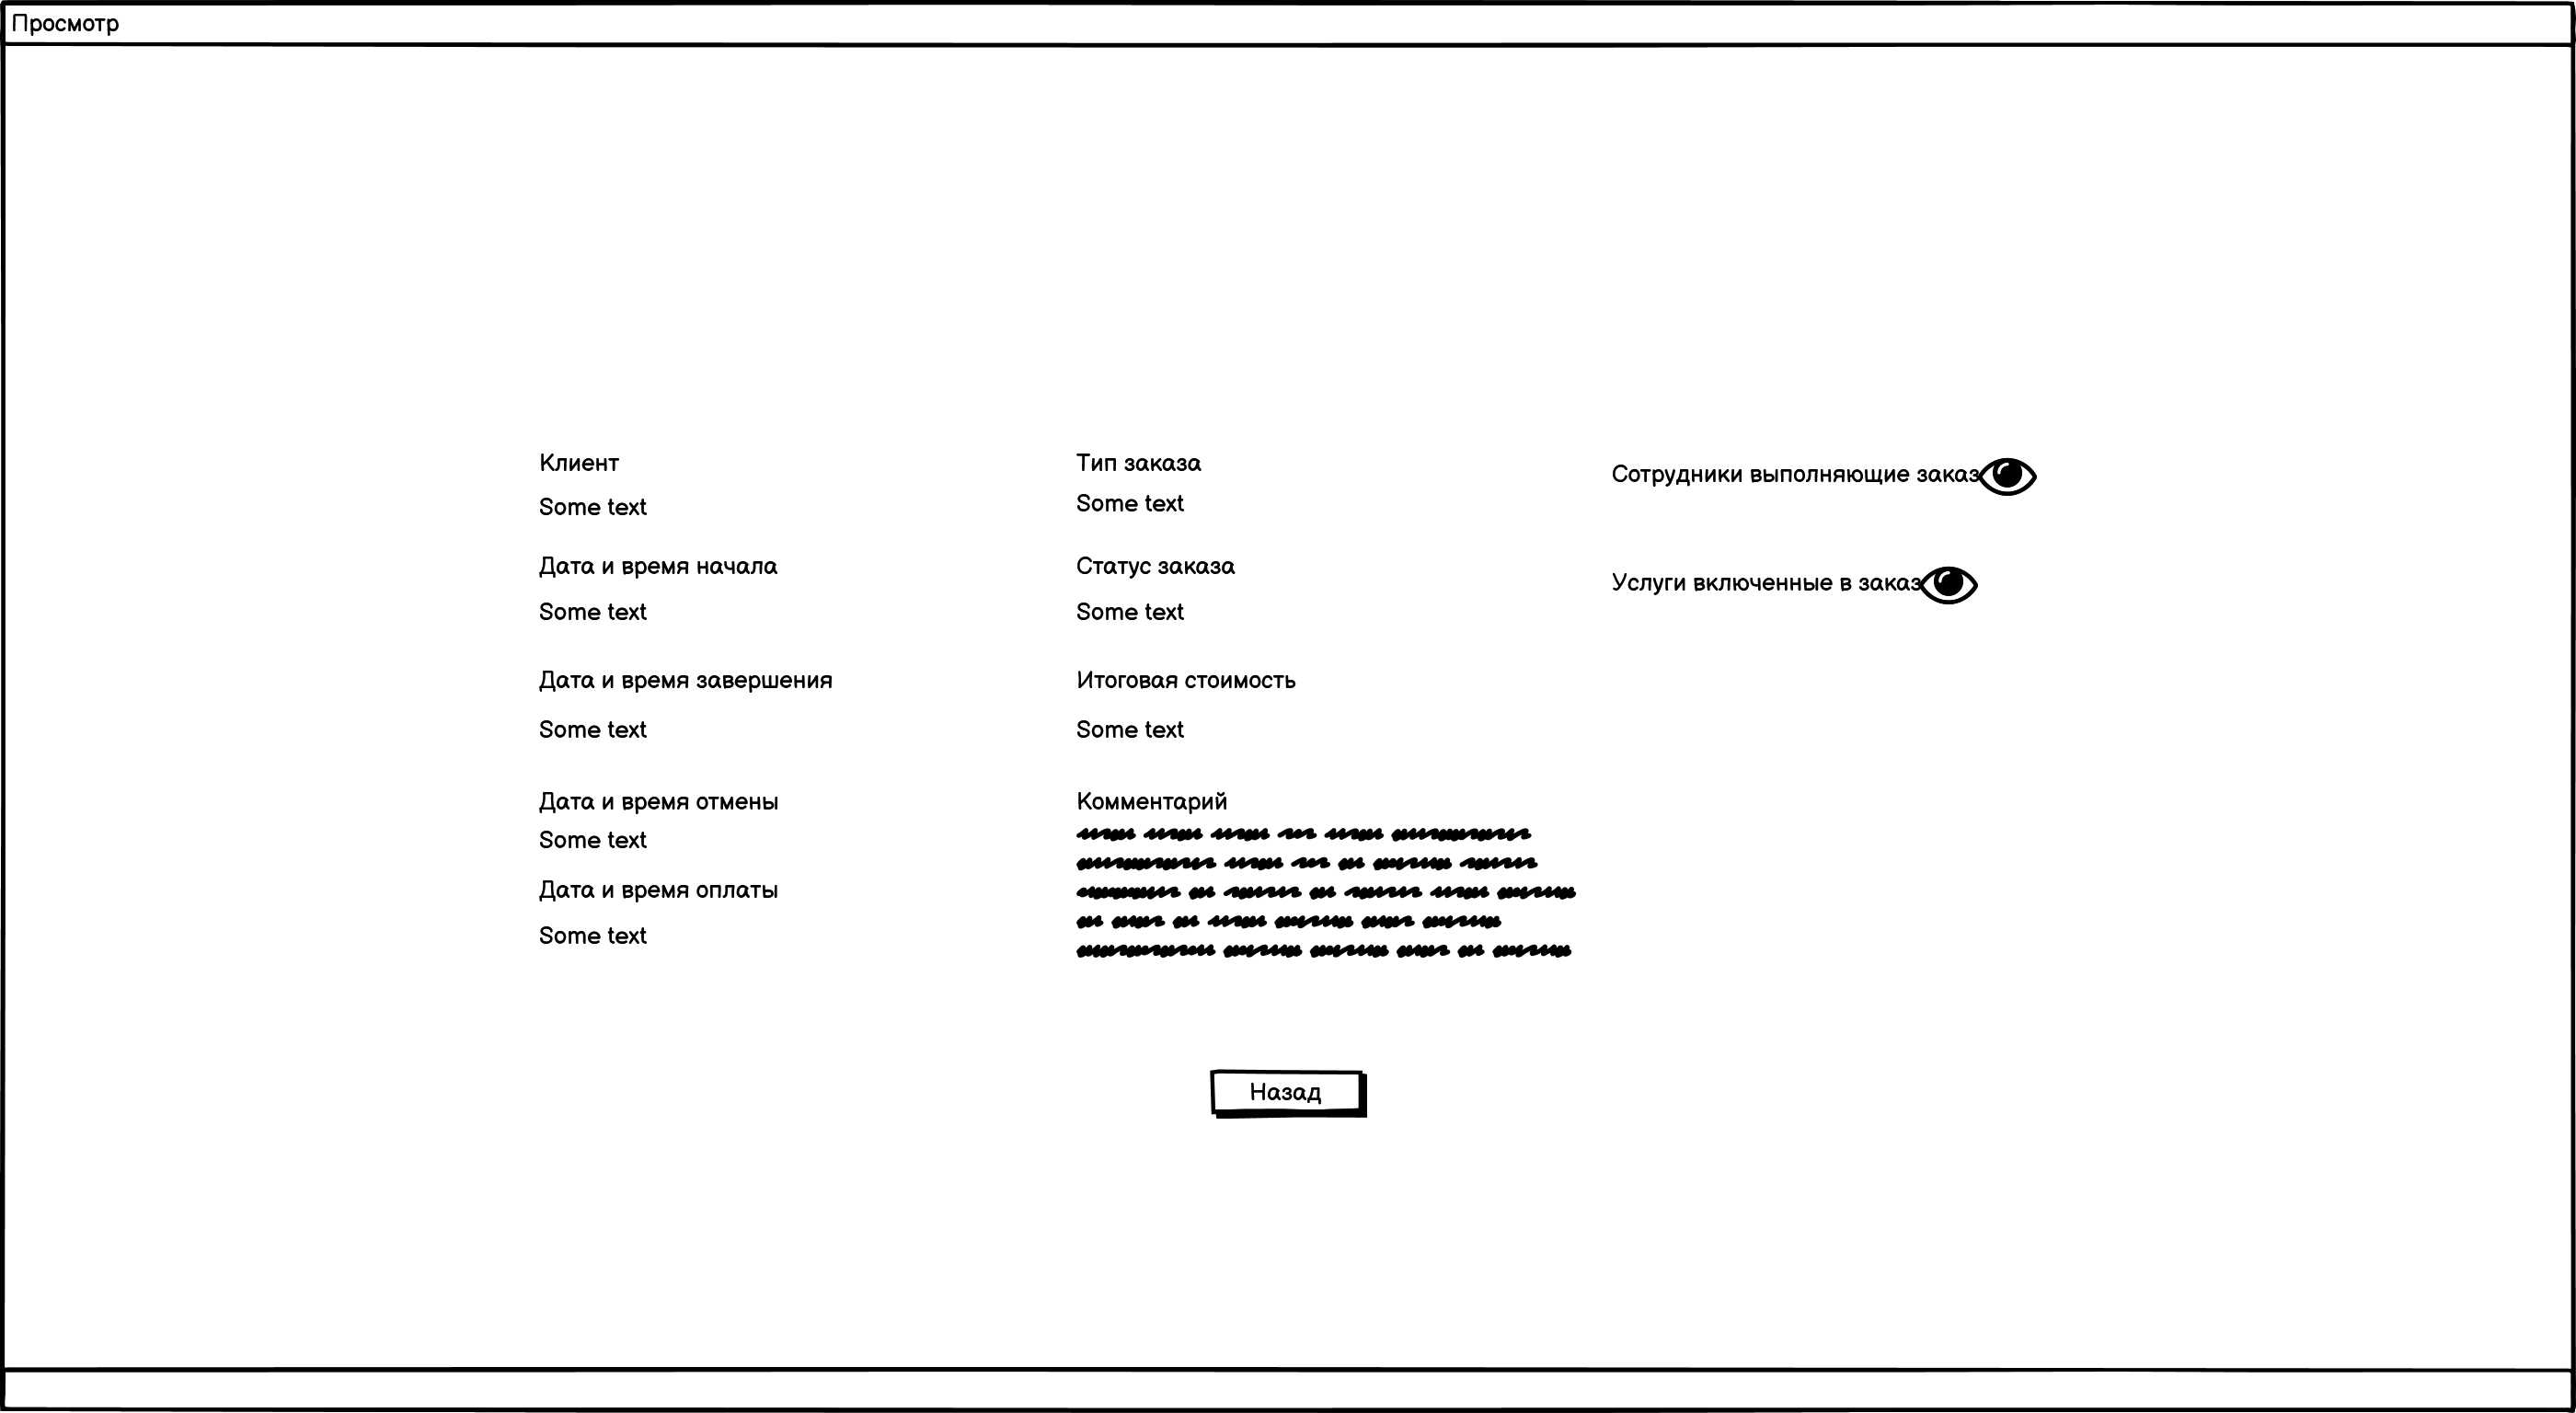 Просмотр
Клиент
Some text
Дата и время начала
Some text
Дата и время завершения
Some text
Дата и время отмены
Some text
Дата и время оплаты
Some text
Тип заказа
Some text
Статус заказа
Some text
Итоговая стоимость
Some text
Комментарий
Сотрудники выполняющие заказ
Услуги включенные в заказ
Назад